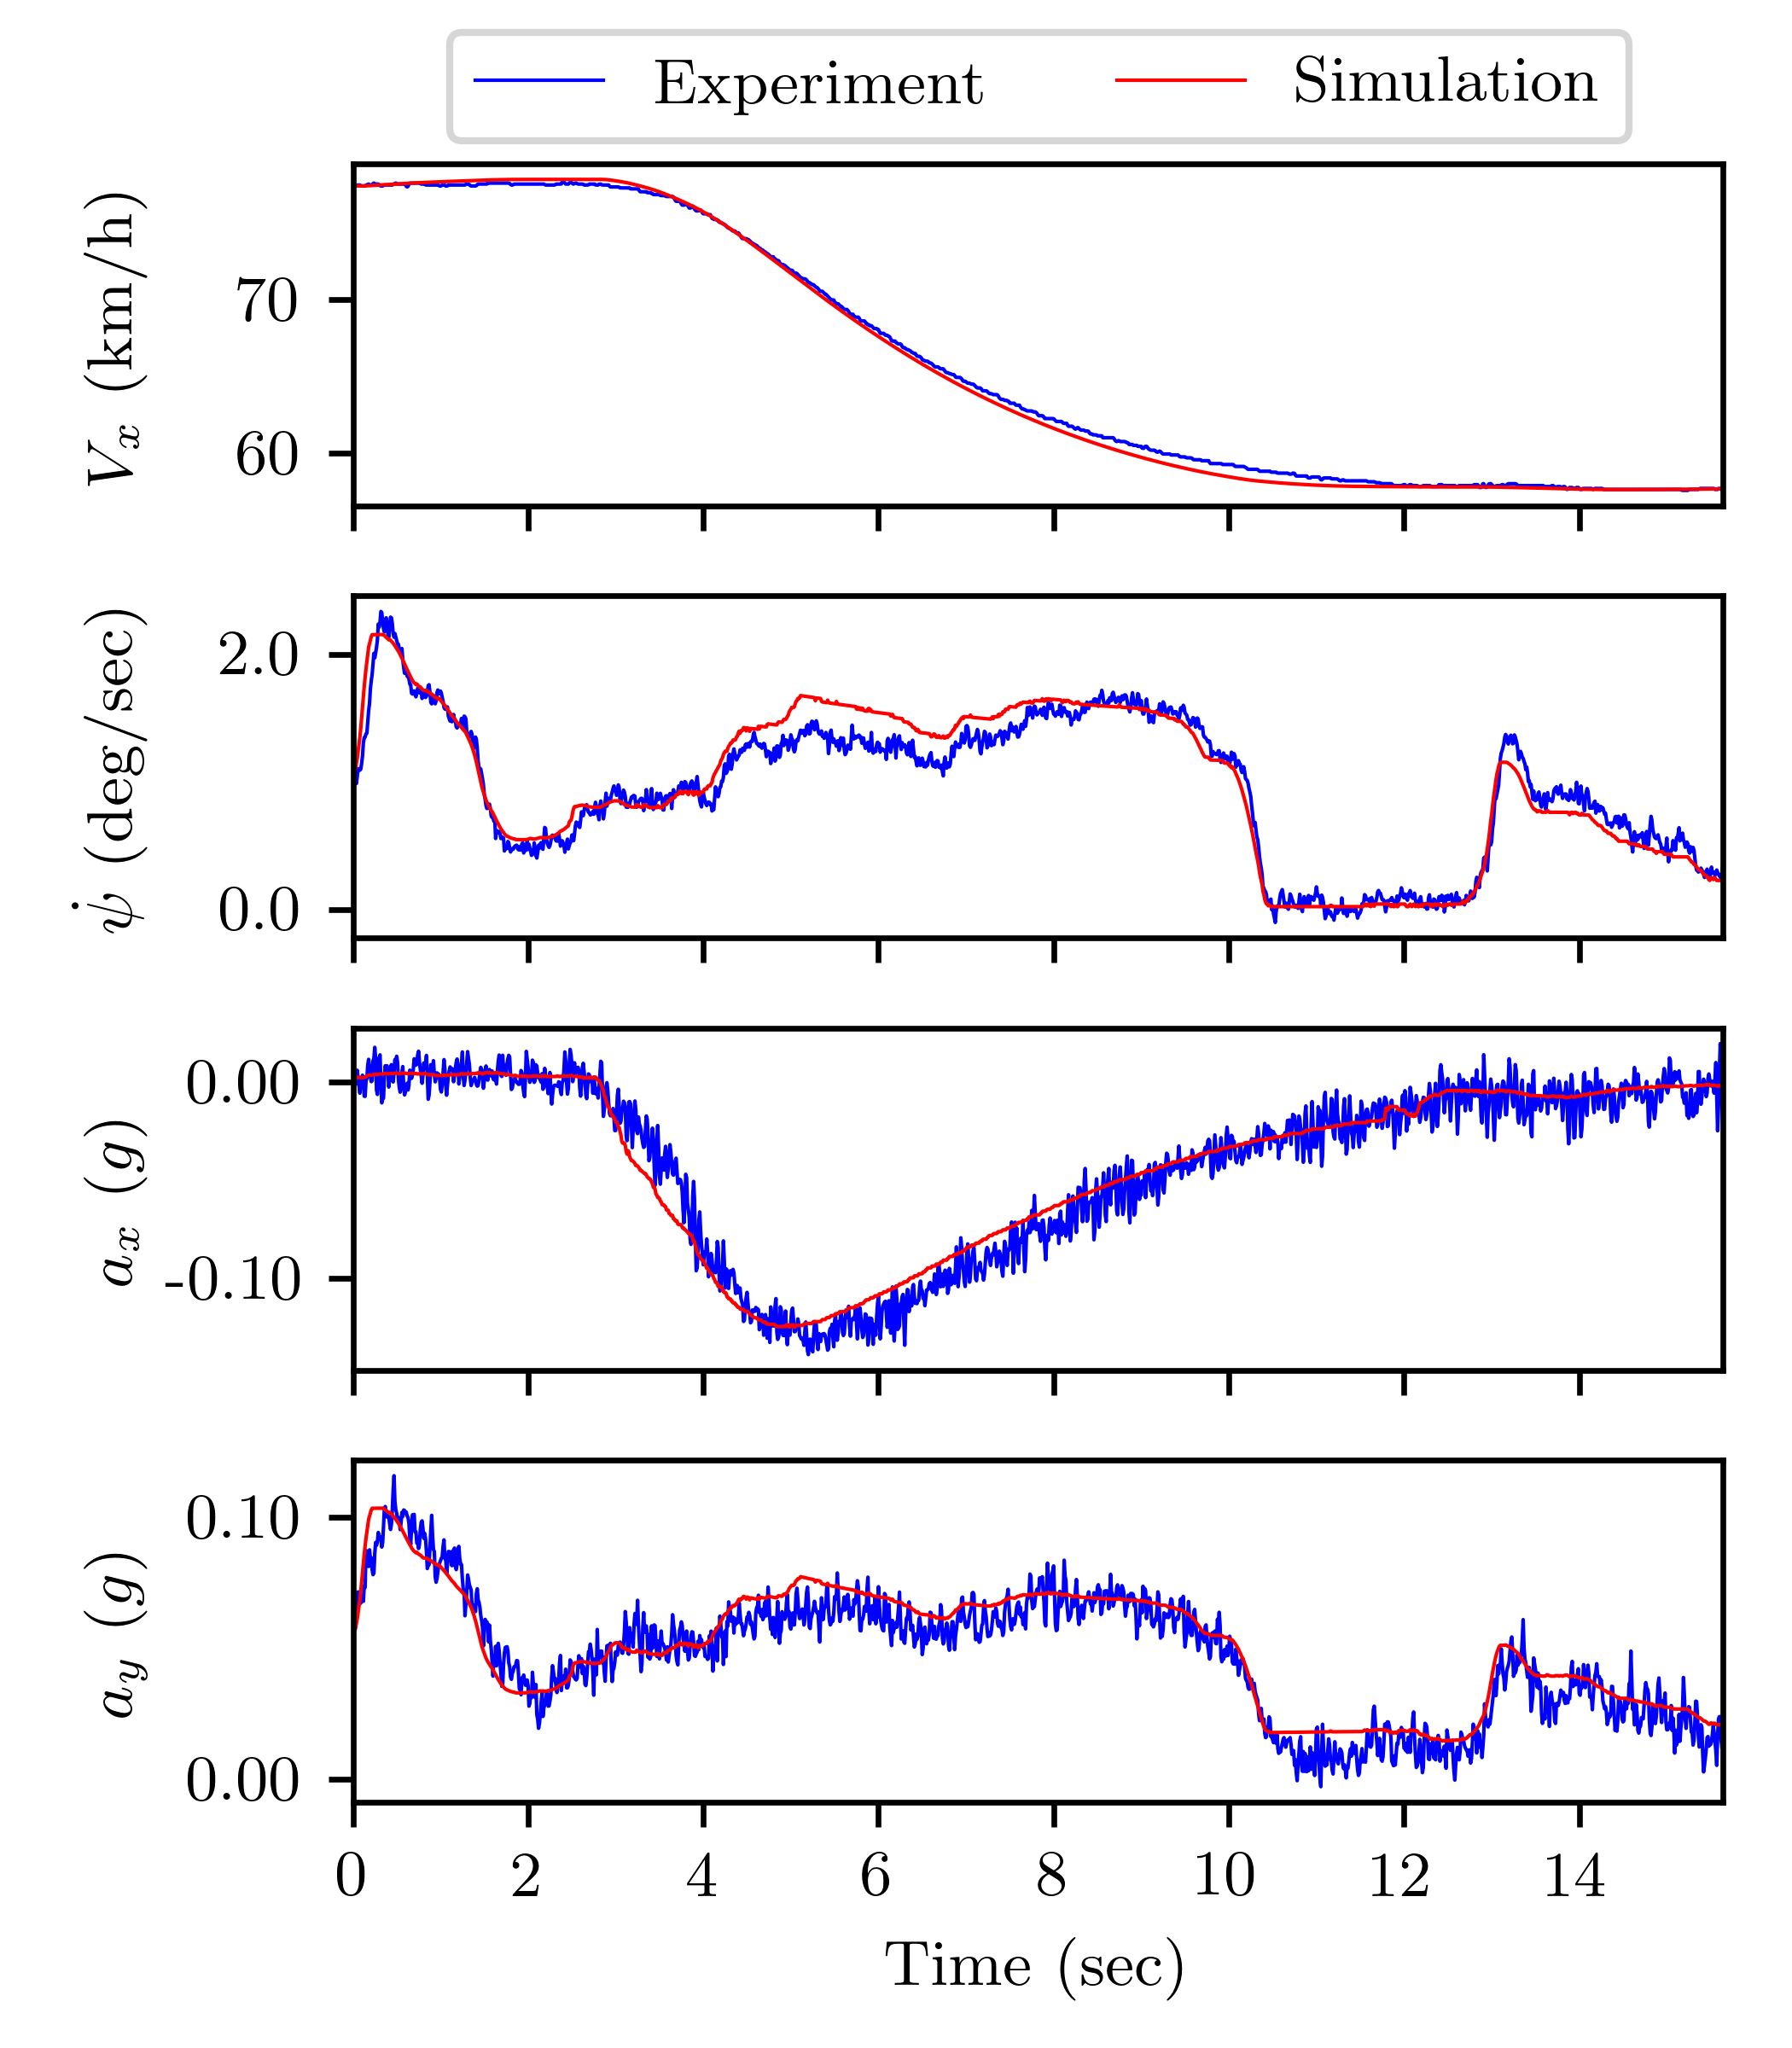 Experiment Simulation
V_x (km/h)
70
60
ψ̇ (deg/sec)
2.0
0.0
a_x (g)
0.00
-0.10
a_y (g)
0.10
0.00
0 2 4 6 8 10 12 14
Time (sec)